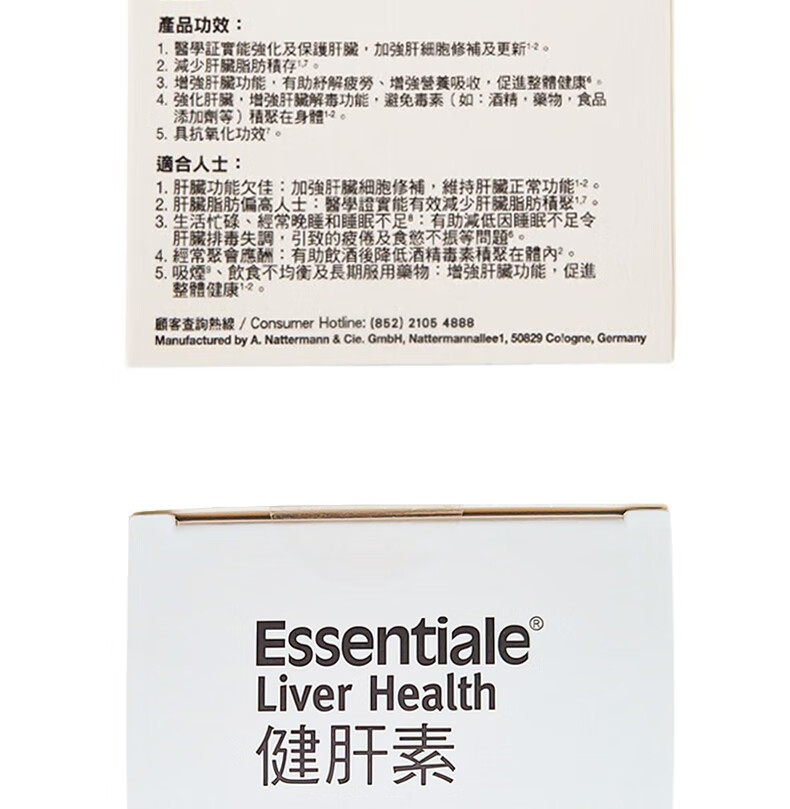 產品功效：
1. 醫學証實能強化及保護肝臟，加強肝細胞修補及更新¹⁻²。
2. 減少肝臟脂肪積存¹,⁷。
3. 增強肝臟功能，有助紓解疲勞、增強營養吸收，促進整體健康⁶。
4. 強化肝臟，增強肝臟解毒功能，避免毒素（如：酒精，藥物，食品
添加劑等）積聚在身體¹⁻²。
5. 具抗氧化功效⁷。
適合人士：
1. 肝臟功能欠佳：加強肝臟細胞修補，維持肝臟正常功能¹⁻²。
2. 肝臟脂肪偏高人士：醫學證實能有效減少肝臟脂肪積聚¹,⁷。
3. 生活忙碌、經常晚睡和睡眠不足⁸：有助減低因睡眠不足令
肝臟排毒失調，引致的疲倦及食慾不振等問題⁶。
4. 經常聚會應酬：有助飲酒後降低酒精毒素積聚在體內²。
5. 吸煙⁹、飲食不均衡及長期服用藥物：增強肝臟功能，促進
整體健康¹⁻²。
顧客查詢熱線 / Consumer Hotline: (852) 2105 4888
Manufactured by A. Nattermann & Cie. GmbH, Nattermannallee1, 50829 Cologne, Germany
Essentiale®
Liver Health
健肝素